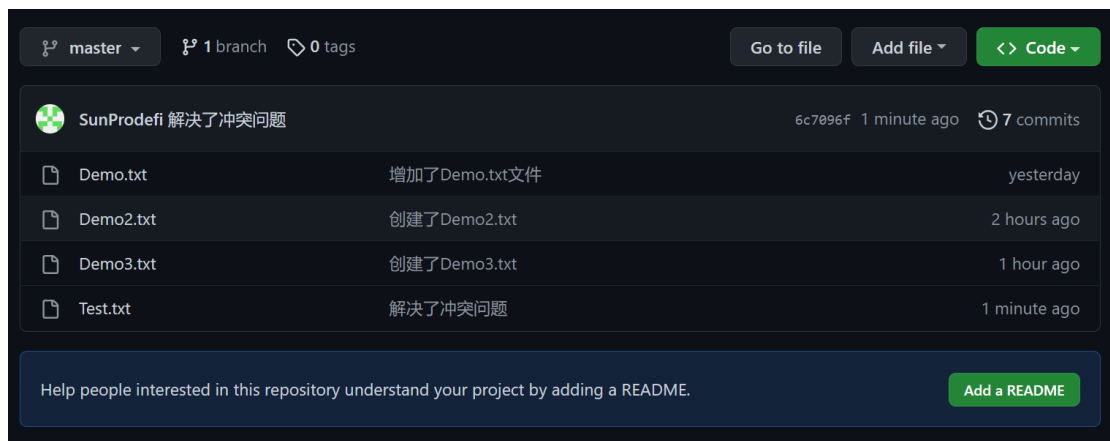 master 1 branch 0 tags Go to file Add file <> Code
SunProdefi 解决了冲突问题 6c7096f 1 minute ago 7 commits
Demo.txt 增加了Demo.txt文件 yesterday
Demo2.txt 创建了Demo2.txt 2 hours ago
Demo3.txt 创建了Demo3.txt 1 hour ago
Test.txt 解决了冲突问题 1 minute ago
Help people interested in this repository understand your project by adding a README. Add a README